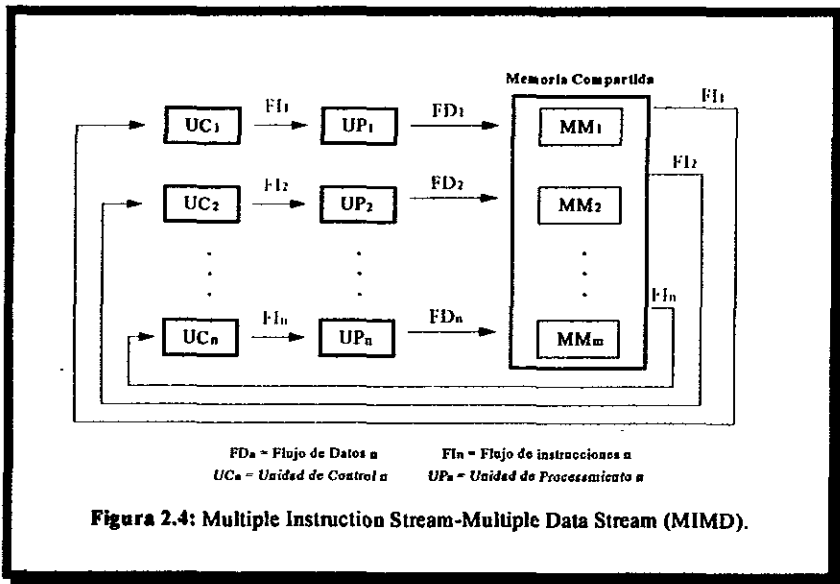 Memoria Compartida
UC1 FI1 UP1 FD1 MM1 FI1
UC2 FI2 UP2 FD2 MM2 FI2
UCn FIn UPn FDn MMm FIn
FDn = Flujo de Datos n FIn = Flujo de instrucciones n
UCn = Unidad de Control n UPn = Unidad de Procesamiento n
Figura 2.4: Multiple Instruction Stream-Multiple Data Stream (MIMD).